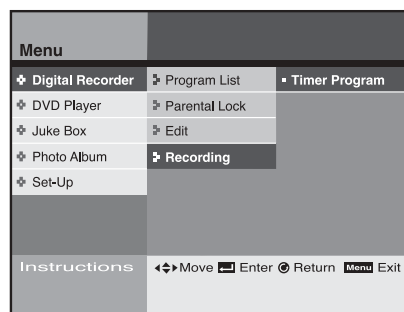 Menu
Digital Recorder
Program List
Timer Program
DVD Player
Parental Lock
Juke Box
Edit
Photo Album
Recording
Set-Up
Instructions
Move Enter Return Menu Exit